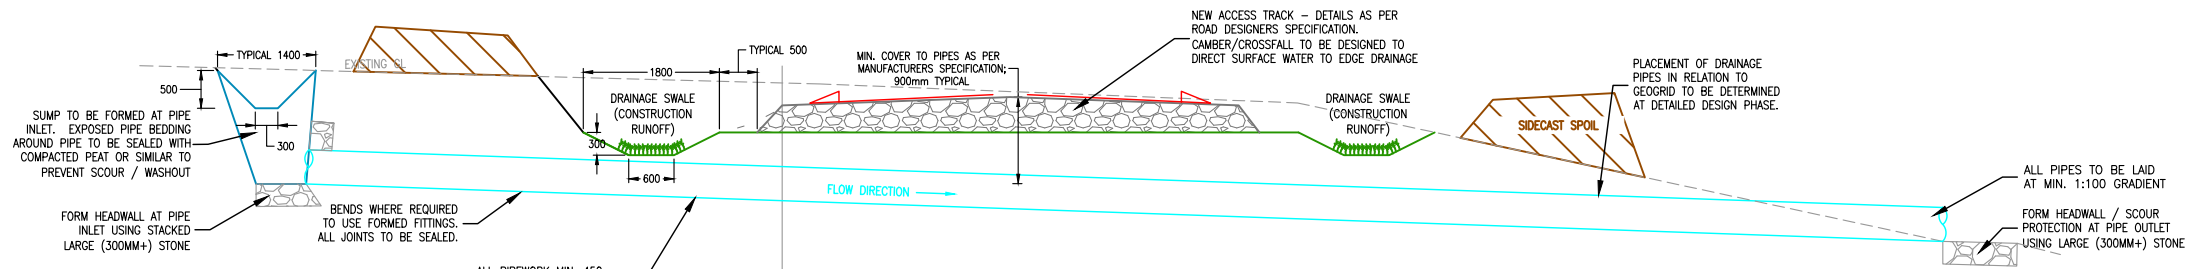 TYPICAL 1400
500
SUMP TO BE FORMED AT PIPE
INLET. EXPOSED PIPE BEDDING
AROUND PIPE TO BE SEALED WITH
COMPACTED PEAT OR SIMILAR TO
PREVENT SCOUR / WASHOUT
300
FORM HEADWALL AT PIPE
INLET USING STACKED
LARGE (300MM+) STONE
EXISTING GL
BENDS WHERE REQUIRED
TO USE FORMED FITTINGS.
ALL JOINTS TO BE SEALED.
ALL PIPEWORK MIN. 450
1800
TYPICAL 500
DRAINAGE SWALE
(CONSTRUCTION
RUNOFF)
300
600
MIN. COVER TO PIPES AS PER
MANUFACTURERS SPECIFICATION;
900mm TYPICAL
FLOW DIRECTION
NEW ACCESS TRACK – DETAILS AS PER
ROAD DESIGNERS SPECIFICATION.
CAMBER/CROSSFALL TO BE DESIGNED TO
DIRECT SURFACE WATER TO EDGE DRAINAGE
DRAINAGE SWALE
(CONSTRUCTION
RUNOFF)
SIDECAST SPOIL
PLACEMENT OF DRAINAGE
PIPES IN RELATION TO
GEOGRID TO BE DETERMINED
AT DETAILED DESIGN PHASE.
ALL PIPES TO BE LAID
AT MIN. 1:100 GRADIENT
FORM HEADWALL / SCOUR
PROTECTION AT PIPE OUTLET
USING LARGE (300MM+) STONE